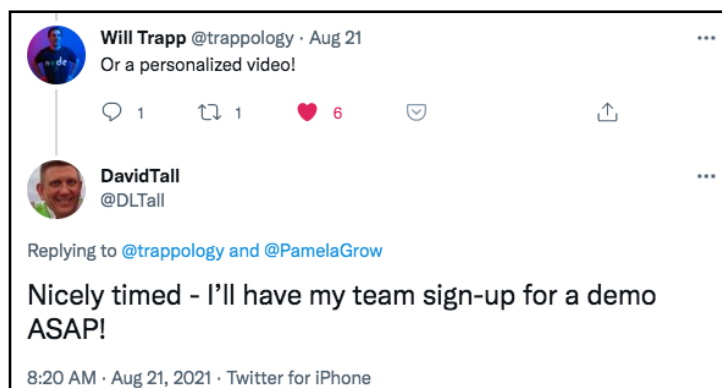 Will Trapp @trappology · Aug 21
Or a personalized video!
1 1 6
DavidTall
@DLTall
Replying to @trappology and @PamelaGrow
Nicely timed - I’ll have my team sign-up for a demo
ASAP!
8:20 AM · Aug 21, 2021 · Twitter for iPhone